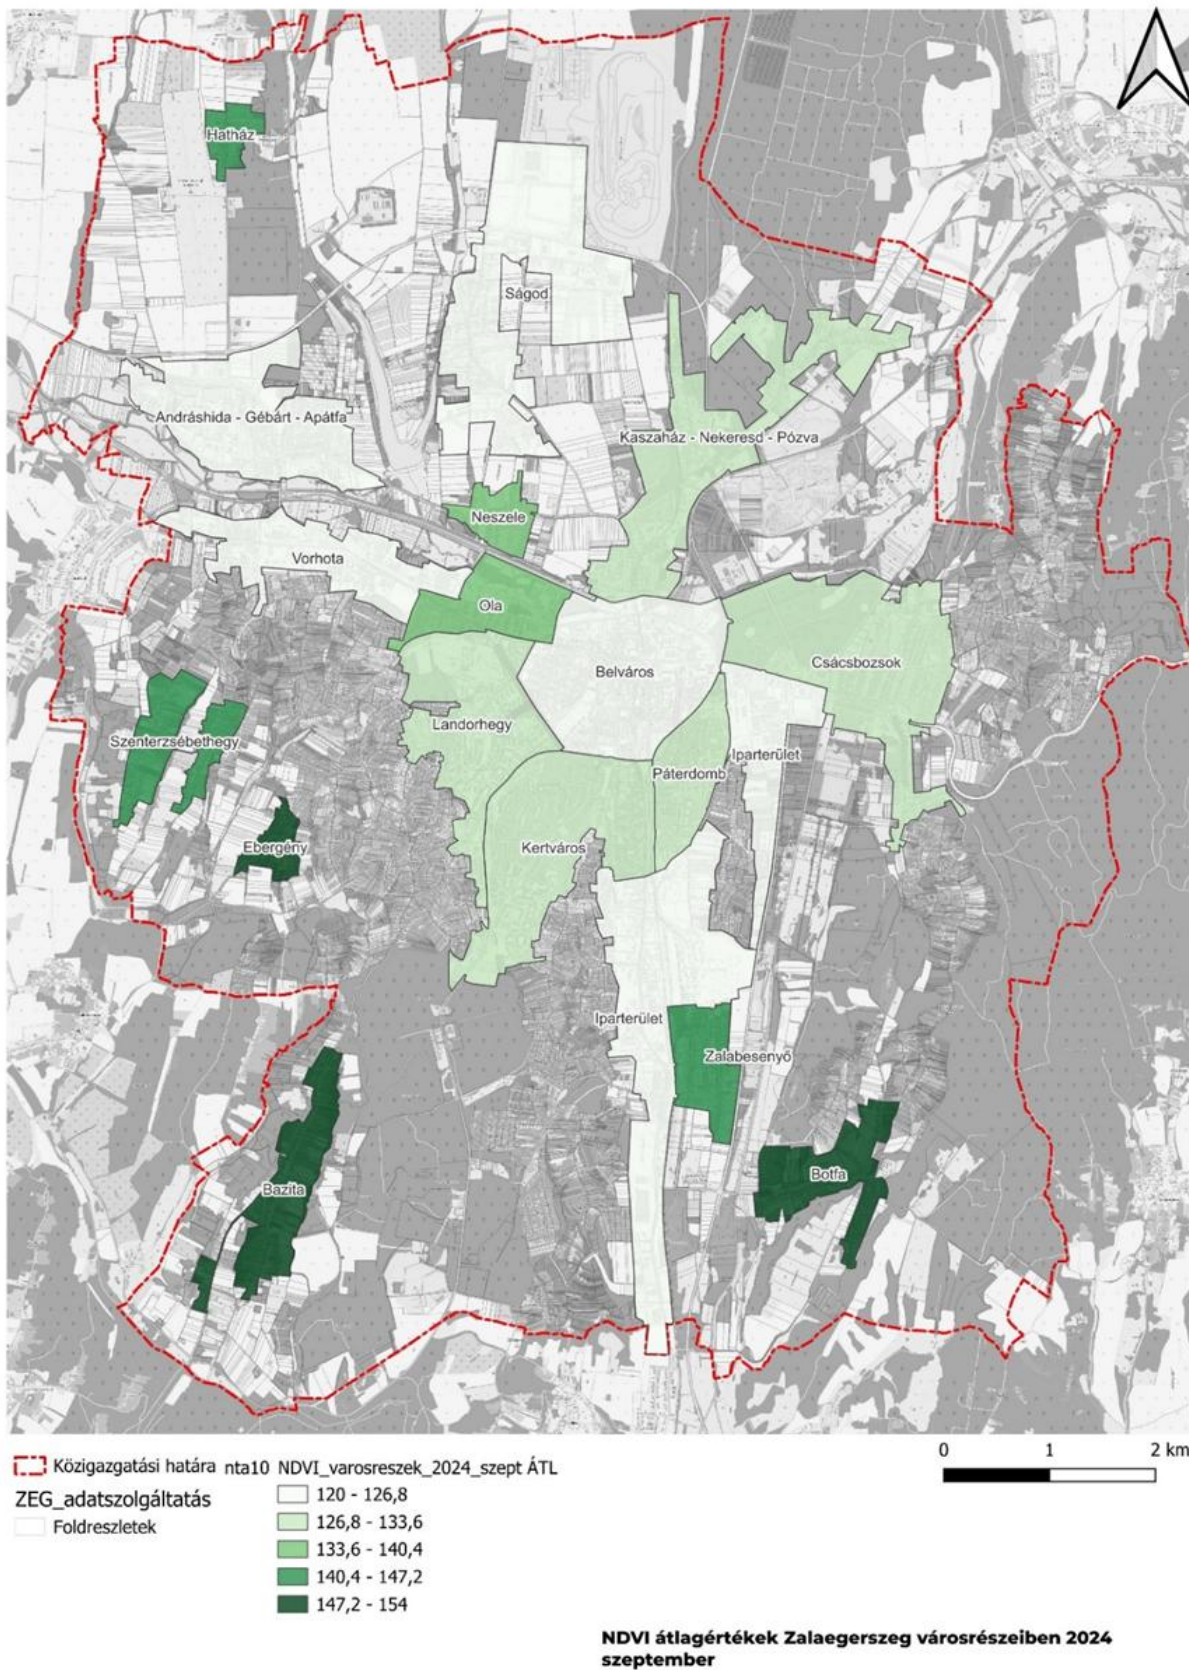 Hatház
Ságod
Andráshida - Gébárt - Apátfa
Kaszaház - Nekeresd - Pózva
Neszele
Vorhota
Ola
Belváros
Csácsbozsok
Landorhegy
Szenterzsébethegy
Iparterület
Páterdomb
Ebergény
Kertváros
Iparterület
Zalabesenyő
Botfa
Bazita
0 1 2 km
Közigazgatási határa nta10 NDVI_varosreszek_2024_szept ÁTL
ZEG_adatszolgáltatás
Foldreszletek
120 - 126,8
126,8 - 133,6
133,6 - 140,4
140,4 - 147,2
147,2 - 154
NDVI átlagértékek Zalaegerszeg városrészeiben 2024
szeptember